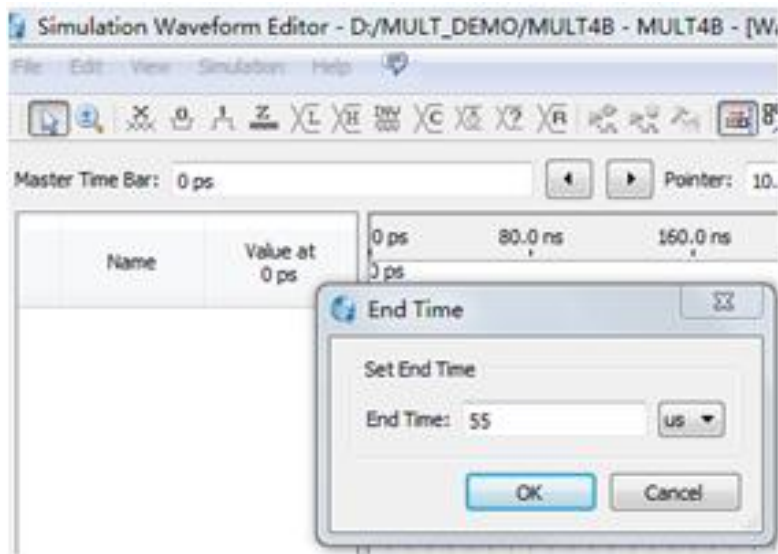 Simulation Waveform Editor - D:/MULT_DEMO/MULT4B - MULT4B - [W
File Edit View Simulation Help
Master Time Bar: 0 ps Pointer: 10.
Name Value at 0 ps 0 ps 80.0 ns 160.0 ns
0 ps
End Time
Set End Time
End Time: 55 us
OK Cancel